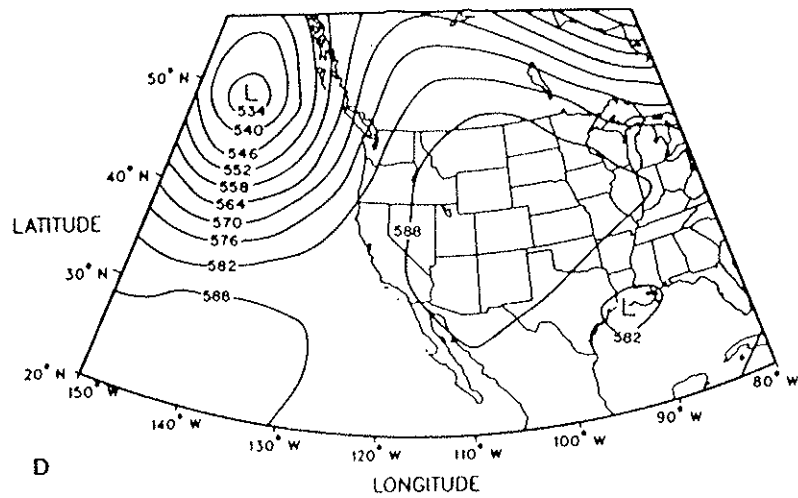 50° N
L
534
540
546
552
558
564
570
576
582
588
40° N
LATITUDE
30° N
588
L
582
20° N
150° W
140° W
130° W
120° W
110° W
100° W
90° W
80° W
D
LONGITUDE